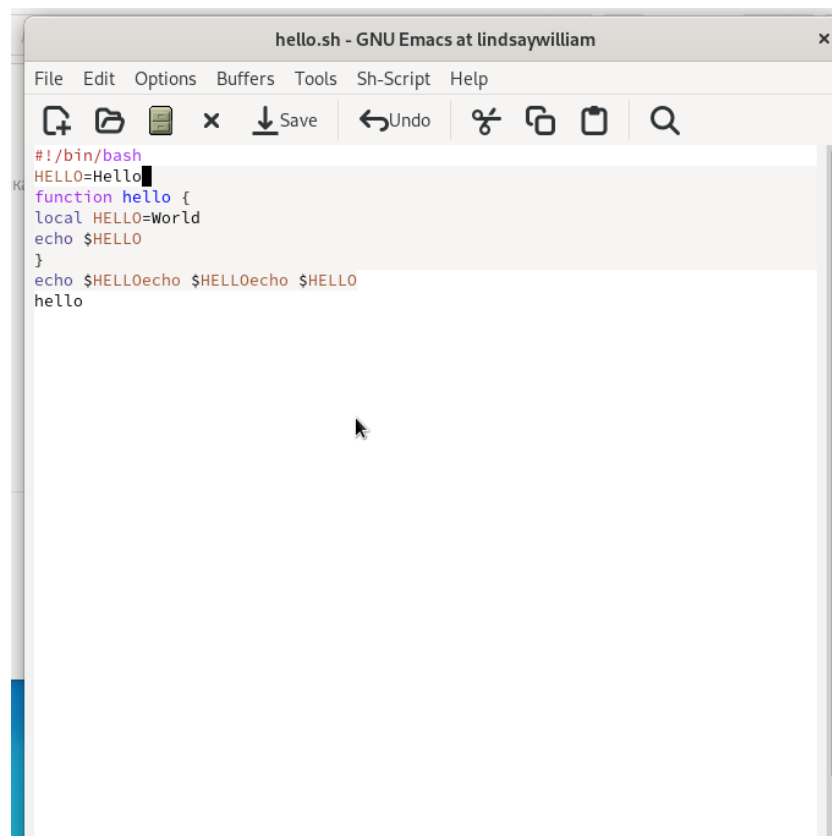 hello.sh - GNU Emacs at lindsaywilliam
File Edit Options Buffers Tools Sh-Script Help
Save Undo
#!/bin/bash
HELLO=Hello
function hello {
local HELLO=World
echo $HELLO
}
echo $HELLOecho $HELLOecho $HELLO
hello